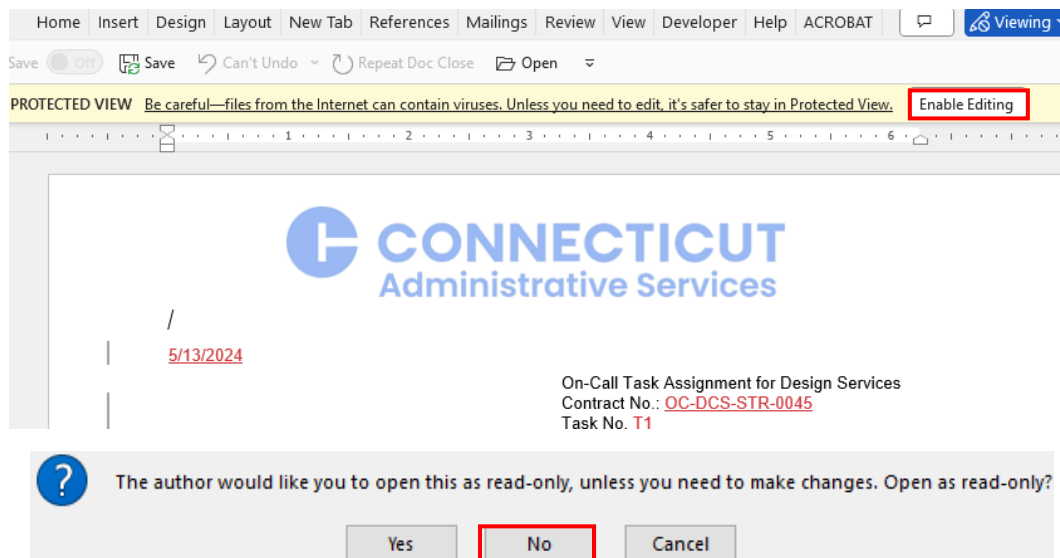 Home Insert Design Layout New Tab References Mailings Review View Developer Help ACROBAT Viewing
Save Off Save Can't Undo Repeat Doc Close Open
PROTECTED VIEW Be careful—files from the Internet can contain viruses. Unless you need to edit, it's safer to stay in Protected View. Enable Editing
1 2 3 4 5 6
CONNECTICUT
Administrative Services
/
5/13/2024
On-Call Task Assignment for Design Services
Contract No.: OC-DCS-STR-0045
Task No. T1
? The author would like you to open this as read-only, unless you need to make changes. Open as read-only?
Yes No Cancel